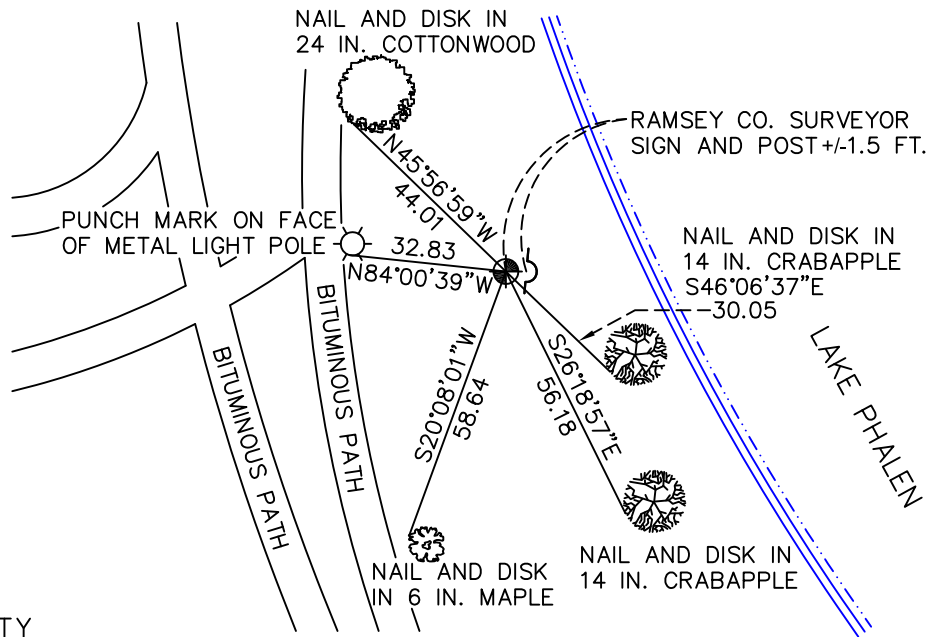 NAIL AND DISK IN
24 IN. COTTONWOOD
RAMSEY CO. SURVEYOR
SIGN AND POST+/-1.5 FT.
N45°56'59"W
44.01
PUNCH MARK ON FACE
OF METAL LIGHT POLE
32.83
N84°00'39"W
NAIL AND DISK IN
14 IN. CRABAPPLE
S46°06'37"E
30.05
BITUMINOUS PATH
BITUMINOUS PATH
S20°08'01"W
58.64
S26°18'57"E
56.18
LAKE PHALEN
NAIL AND DISK
IN 6 IN. MAPLE
NAIL AND DISK IN
14 IN. CRABAPPLE
TY